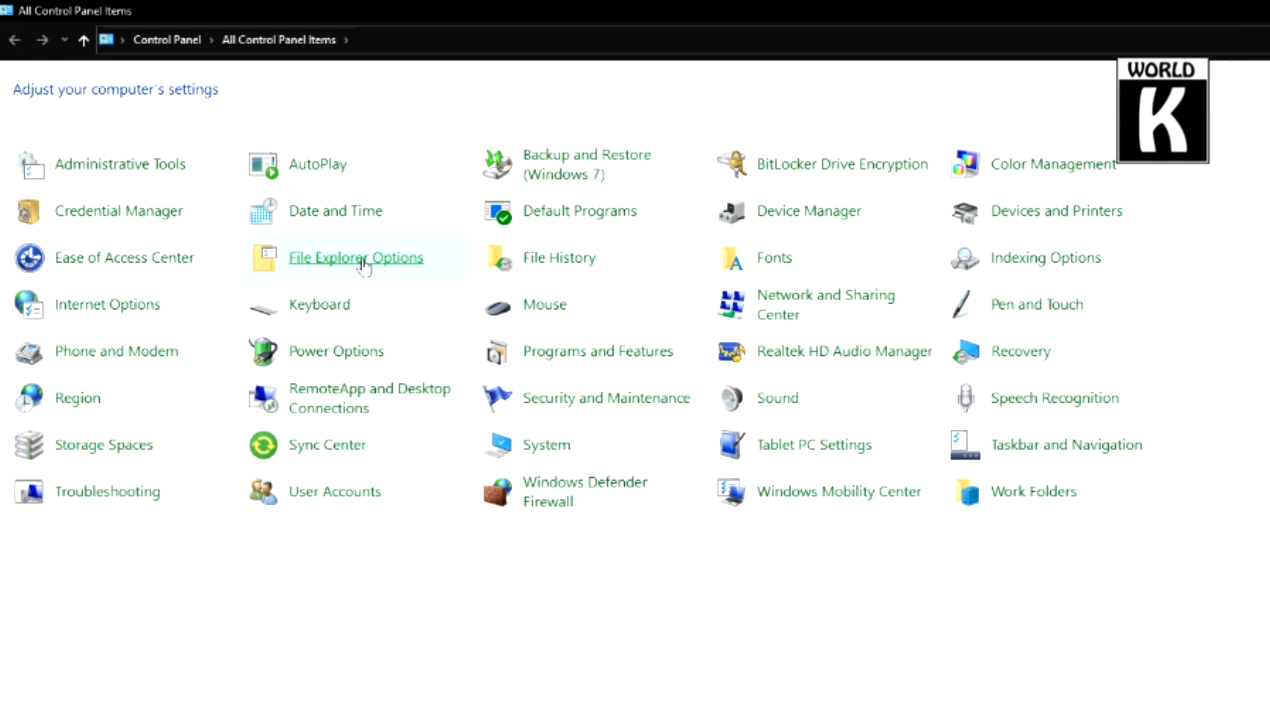 All Control Panel Items
Control Panel > All Control Panel Items >
Adjust your computer's settings
WORLD
K
Administrative Tools
AutoPlay
Backup and Restore
(Windows 7)
BitLocker Drive Encryption
Color Management
Credential Manager
Date and Time
Default Programs
Device Manager
Devices and Printers
Ease of Access Center
File Explorer Options
File History
Fonts
Indexing Options
Internet Options
Keyboard
Mouse
Network and Sharing
Center
Pen and Touch
Phone and Modem
Power Options
Programs and Features
Realtek HD Audio Manager
Recovery
Region
RemoteApp and Desktop
Connections
Security and Maintenance
Sound
Speech Recognition
Storage Spaces
Sync Center
System
Tablet PC Settings
Taskbar and Navigation
Troubleshooting
User Accounts
Windows Defender
Firewall
Windows Mobility Center
Work Folders